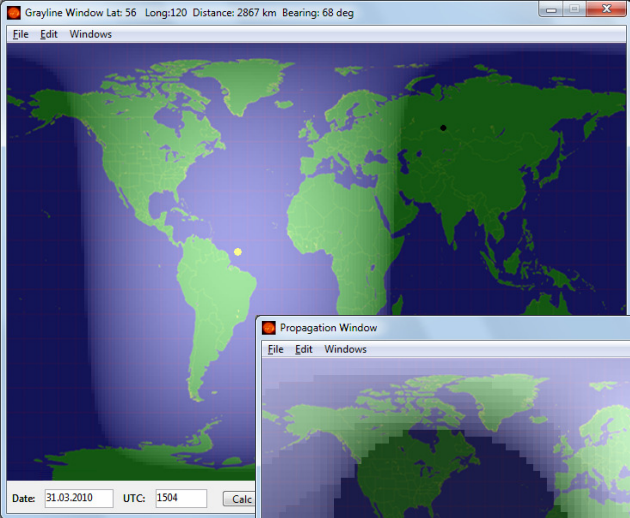 Grayline Window Lat: 56   Long:120  Distance: 2867 km  Bearing: 68 deg
File  Edit  Windows
Propagation Window
File  Edit  Windows
Date: 31.03.2010  UTC: 1504  Calc